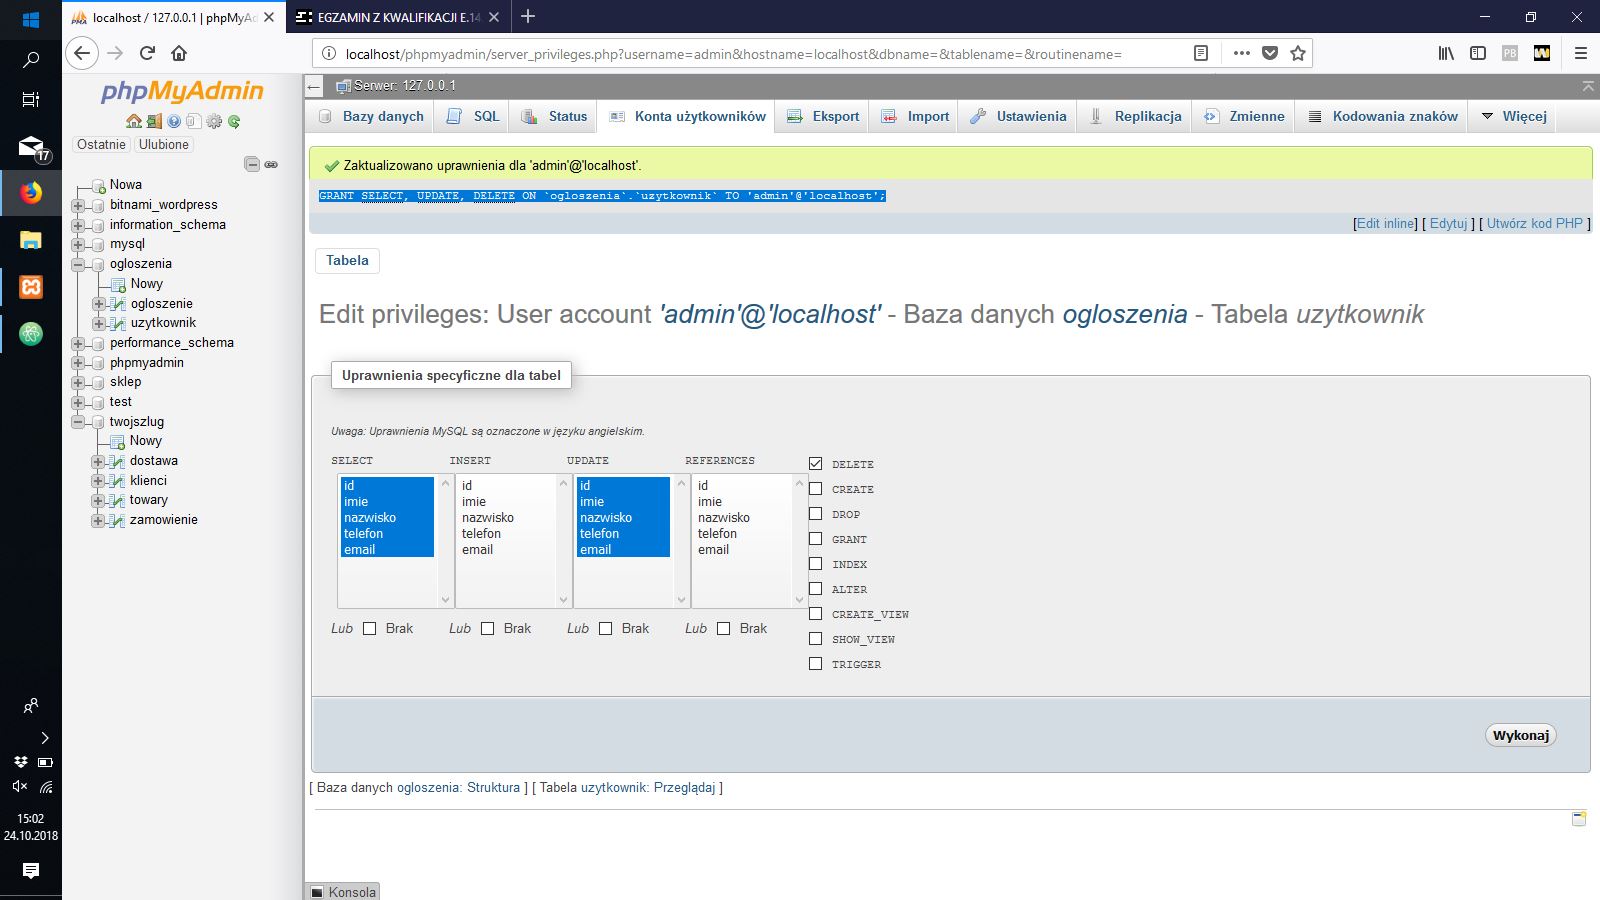 localhost / 127.0.0.1 | phpMyAd
EGZAMIN Z KWALIFIKACJI E.14
localhost/phpmyadmin/server_privileges.php?username=admin&hostname=localhost&dbname=&tablename=&routinename=
phpMyAdmin
Ostatnie Ulubione
Nowa
bitnami_wordpress
information_schema
mysql
ogloszenia
Nowy
ogloszenie
uzytkownik
performance_schema
phpmyadmin
sklep
test
twojszlug
Nowy
dostawa
klienci
towary
zamowienie
17
15:02
24.10.2018
Serwer: 127.0.0.1
Bazy danych SQL Status Konta użytkowników Eksport Import Ustawienia Replikacja Zmienne Kodowania znaków Więcej
Zaktualizowano uprawnienia dla 'admin'@'localhost'.
GRANT SELECT, UPDATE, DELETE ON `ogloszenia`.`uzytkownik` TO 'admin'@'localhost';
[Edit inline] [ Edytuj ] [ Utwórz kod PHP ]
Tabela
Edit privileges: User account 'admin'@'localhost' - Baza danych ogloszenia - Tabela uzytkownik
Uprawnienia specyficzne dla tabel
Uwaga: Uprawnienia MySQL są oznaczone w języku angielskim.
SELECT
id
imie
nazwisko
telefon
email
Lub Brak
INSERT
id
imie
nazwisko
telefon
email
Lub Brak
UPDATE
id
imie
nazwisko
telefon
email
Lub Brak
REFERENCES
id
imie
nazwisko
telefon
email
Lub Brak
DELETE
CREATE
DROP
GRANT
INDEX
ALTER
CREATE_VIEW
SHOW_VIEW
TRIGGER
Wykonaj
[ Baza danych ogloszenia: Struktura ] [ Tabela uzytkownik: Przeglądaj ]
Konsola